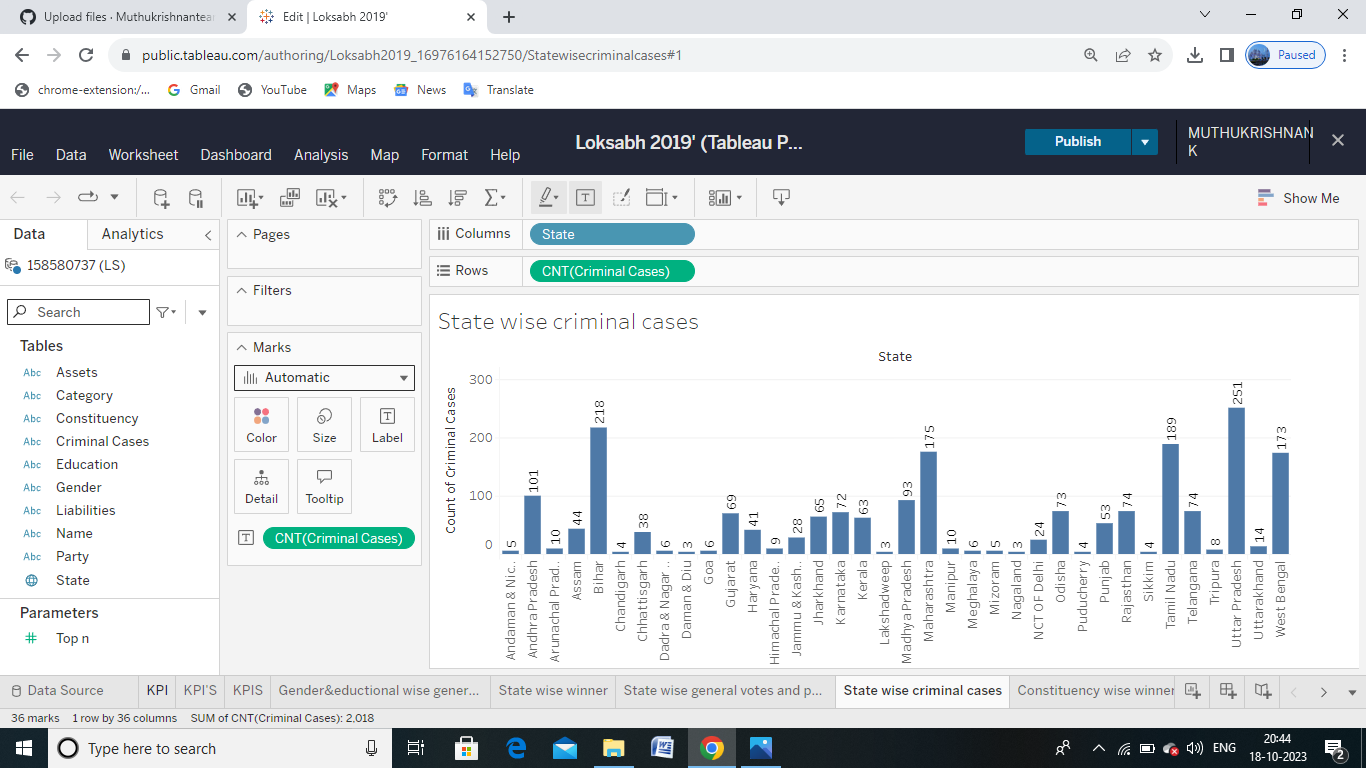 Upload files · Muthukrishnantea
Edit | Loksabh 2019'
public.tableau.com/authoring/Loksabh2019_16976164152750/Statewisecriminalcases#1
Paused
chrome-extension:/...
Gmail
YouTube
Maps
News
Translate
File
Data
Worksheet
Dashboard
Analysis
Map
Format
Help
Loksabh 2019' (Tableau P...
Publish
MUTHUKRISHNAN
K
Show Me
Data
Analytics
158580737 (LS)
Search
Tables
Abc Assets
Abc Category
Abc Constituency
Abc Criminal Cases
Abc Education
Abc Gender
Abc Liabilities
Abc Name
Abc Party
State
Parameters
# Top n
Pages
Filters
Marks
Automatic
Color
Size
T
Label
Detail
Tooltip
T CNT(Criminal Cases)
Columns
State
Rows
CNT(Criminal Cases)
State wise criminal cases
State
Count of Criminal Cases
300
200
100
0
5
101
10
44
218
4
38
6
3
6
69
41
9
28
65
72
63
3
93
175
10
6
5
3
24
73
4
53
74
4
189
74
8
251
14
173
Andaman & Nic..
Andhra Pradesh
Arunachal Prad..
Assam
Bihar
Chandigarh
Chhattisgarh
Dadra & Nagar ..
Daman & Diu
Goa
Gujarat
Haryana
Himachal Prade..
Jammu & Kash..
Jharkhand
Karnataka
Kerala
Lakshadweep
Madhya Pradesh
Maharashtra
Manipur
Meghalaya
Mizoram
Nagaland
NCT OF Delhi
Odisha
Puducherry
Punjab
Rajasthan
Sikkim
Tamil Nadu
Telangana
Tripura
Uttar Pradesh
Uttarakhand
West Bengal
Data Source
KPI
KPI'S
KPIS
Gender&eductional wise gener...
State wise winner
State wise general votes and p...
State wise criminal cases
Constituency wise winner
36 marks
1 row by 36 columns
SUM of CNT(Criminal Cases): 2,018
Type here to search
ENG
20:44
18-10-2023
2